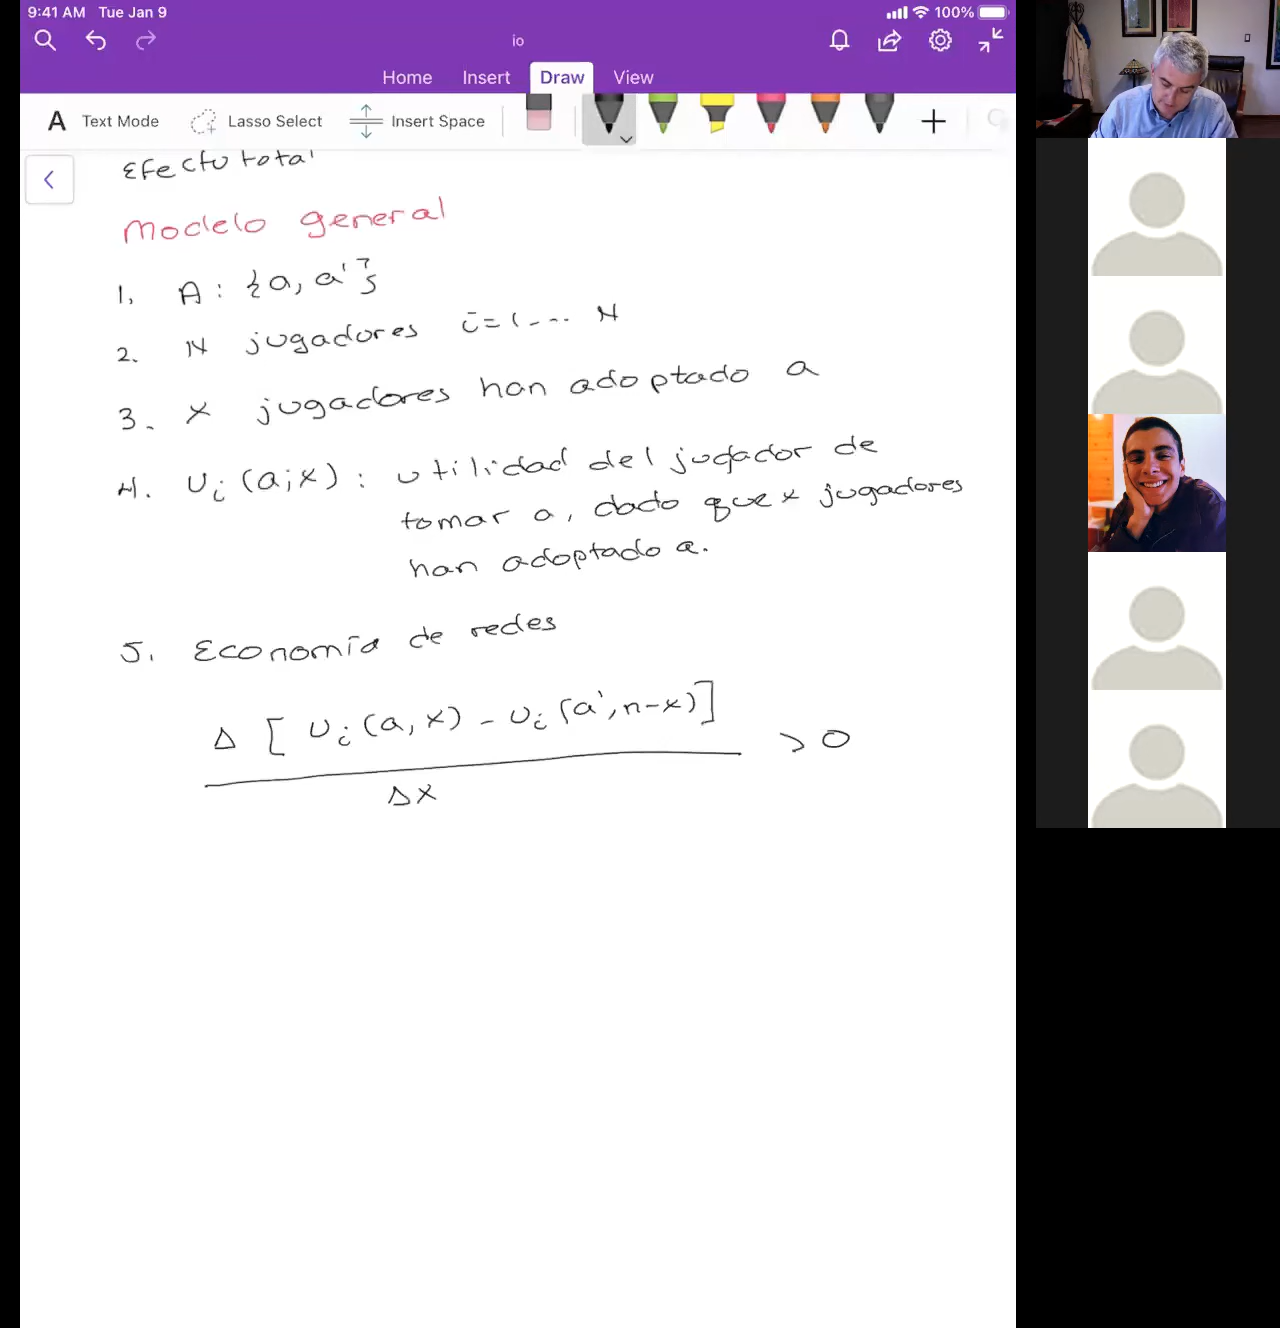 9:41 AM Tue Jan 9
100%
io
Home Insert Draw View
A Text Mode Lasso Select Insert Space
Efecto total
Modelo general
1. A : {a, a'}
2. N jugadores i=1 --- N
3. x jugadores han adoptado a
4. Ui (a;x) : utilidad del jugador de
tomar a, dado que x jugadores
han adoptado a.
5. Economía de redes
Δ [ Ui (a, x) - Ui (a', n-x)]
> 0
Δx